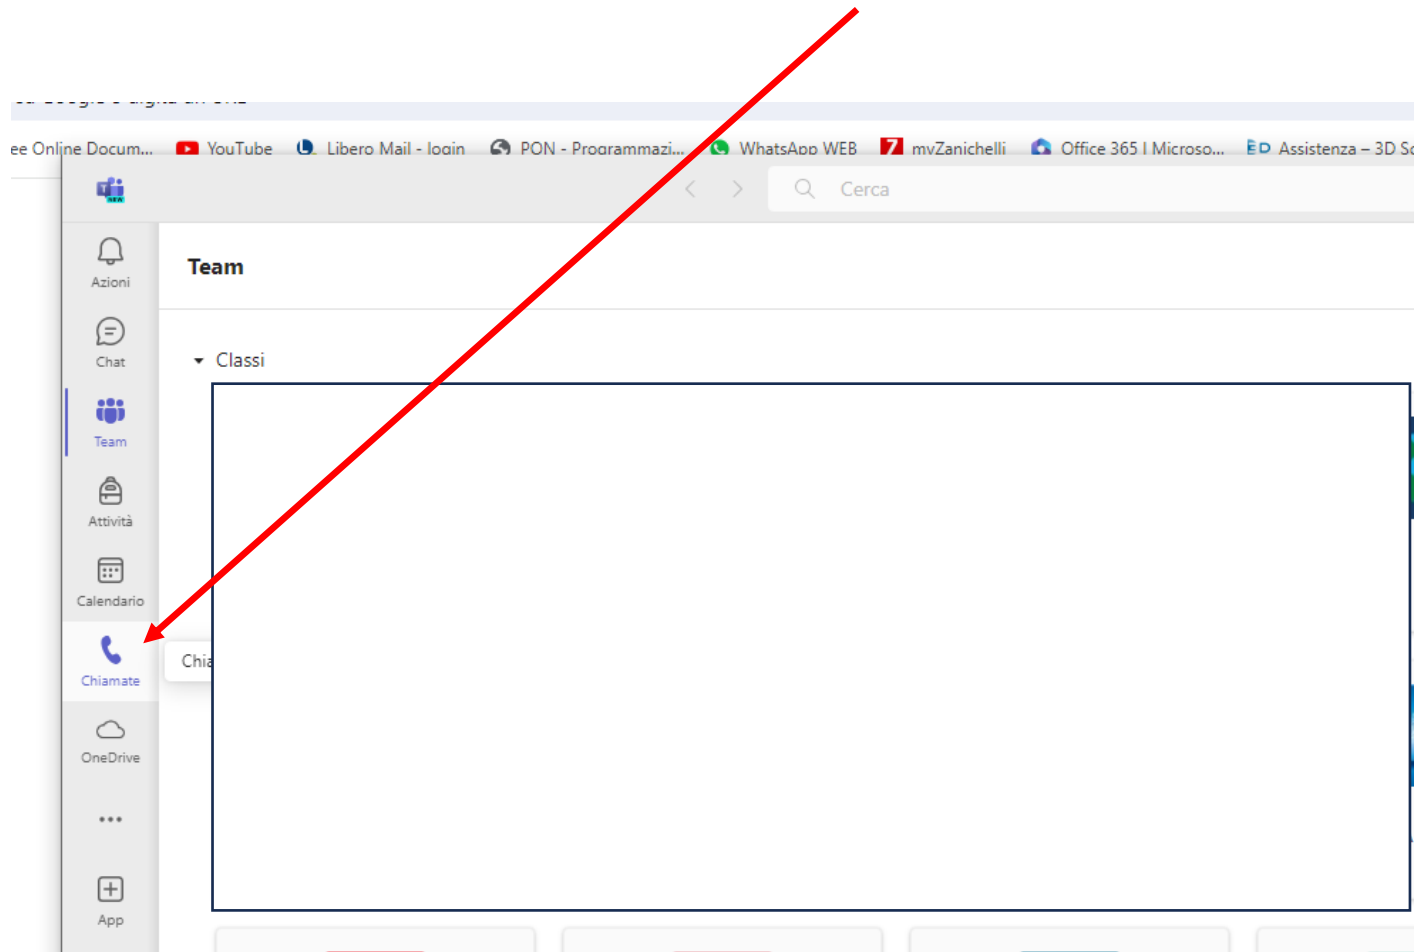 ee Online Docum... YouTube Libero Mail - login PON - Programmazi... WhatsApp WEB myZanichelli Office 365 | Microso... Assistenza – 3D Sc
NEW
Cerca
Azioni
Team
Chat
Classi
Team
Attività
Calendario
Chiamate
Chia
OneDrive
App